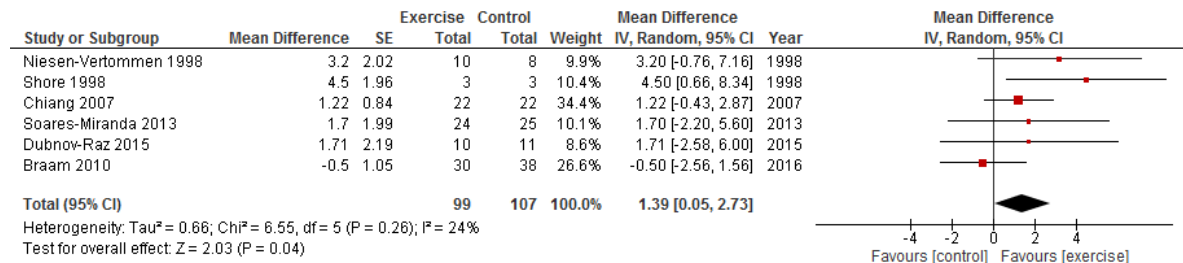 Exercise Control Mean Difference Mean Difference
Study or Subgroup Mean Difference SE Total Total Weight IV, Random, 95% CI Year IV, Random, 95% CI
Niesen-Vertommen 1998 3.2 2.02 10 8 9.9% 3.20 [-0.76, 7.16] 1998
Shore 1998 4.5 1.96 3 3 10.4% 4.50 [0.66, 8.34] 1998
Chiang 2007 1.22 0.84 22 22 34.4% 1.22 [-0.43, 2.87] 2007
Soares-Miranda 2013 1.7 1.99 24 25 10.1% 1.70 [-2.20, 5.60] 2013
Dubnov-Raz 2015 1.71 2.19 10 11 8.6% 1.71 [-2.58, 6.00] 2015
Braam 2010 -0.5 1.05 30 38 26.6% -0.50 [-2.56, 1.56] 2016
Total (95% CI) 99 107 100.0% 1.39 [0.05, 2.73]
Heterogeneity: Tau² = 0.66; Chi² = 6.55, df = 5 (P = 0.26); I² = 24%
Test for overall effect: Z = 2.03 (P = 0.04)
-4 -2 0 2 4
Favours [control] Favours [exercise]